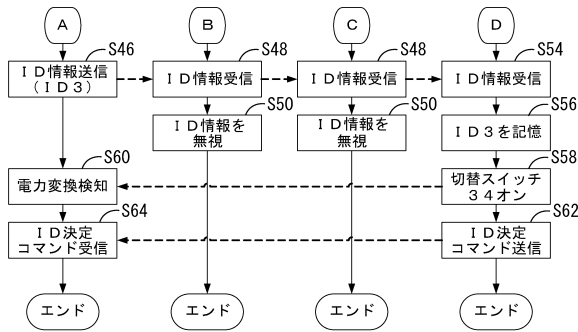 A
B
C
D
S46
S48
S48
S54
ID情報送信
(ID3)
ID情報受信
ID情報受信
ID情報受信
S50
S50
S56
ID情報を
無視
ID情報を
無視
ID3を記憶
S60
S58
電力変換検知
切替スイッチ
34オン
S64
S62
ID決定
コマンド受信
ID決定
コマンド送信
エンド
エンド
エンド
エンド